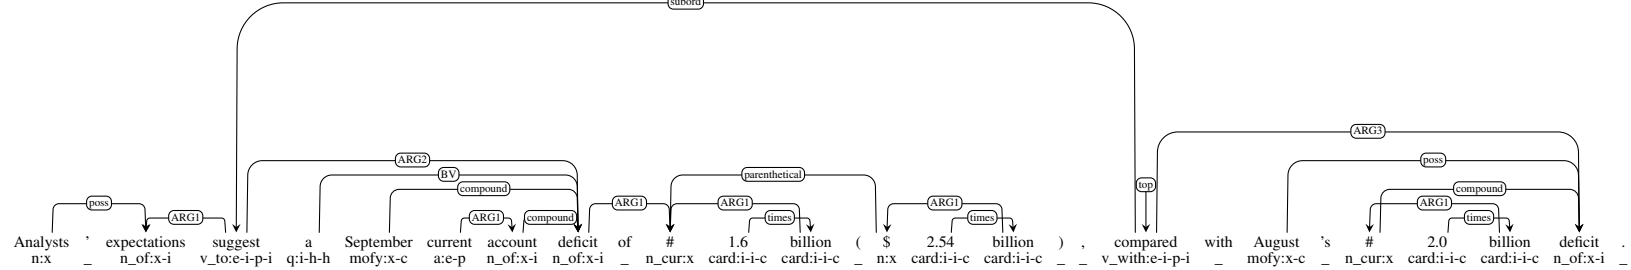 subord
ARG3
ARG2 poss
BV parenthetical top
compound compound
poss ARG1 ARG1 ARG1 ARG1
ARG1 ARG1 compound times times times
Analysts ’ expectations suggest a September current account deficit of # 1.6 billion ( $ 2.54 billion ) , compared with August ’s # 2.0 billion deficit .
n:x _ n_of:x-i v_to:e-i-p-i q:i-h-h mofy:x-c a:e-p n_of:x-i n_of:x-i _ n_cur:x card:i-i-c card:i-i-c _ n:x card:i-i-c card:i-i-c _ _ v_with:e-i-p-i _ mofy:x-c _ n_cur:x card:i-i-c card:i-i-c n_of:x-i _